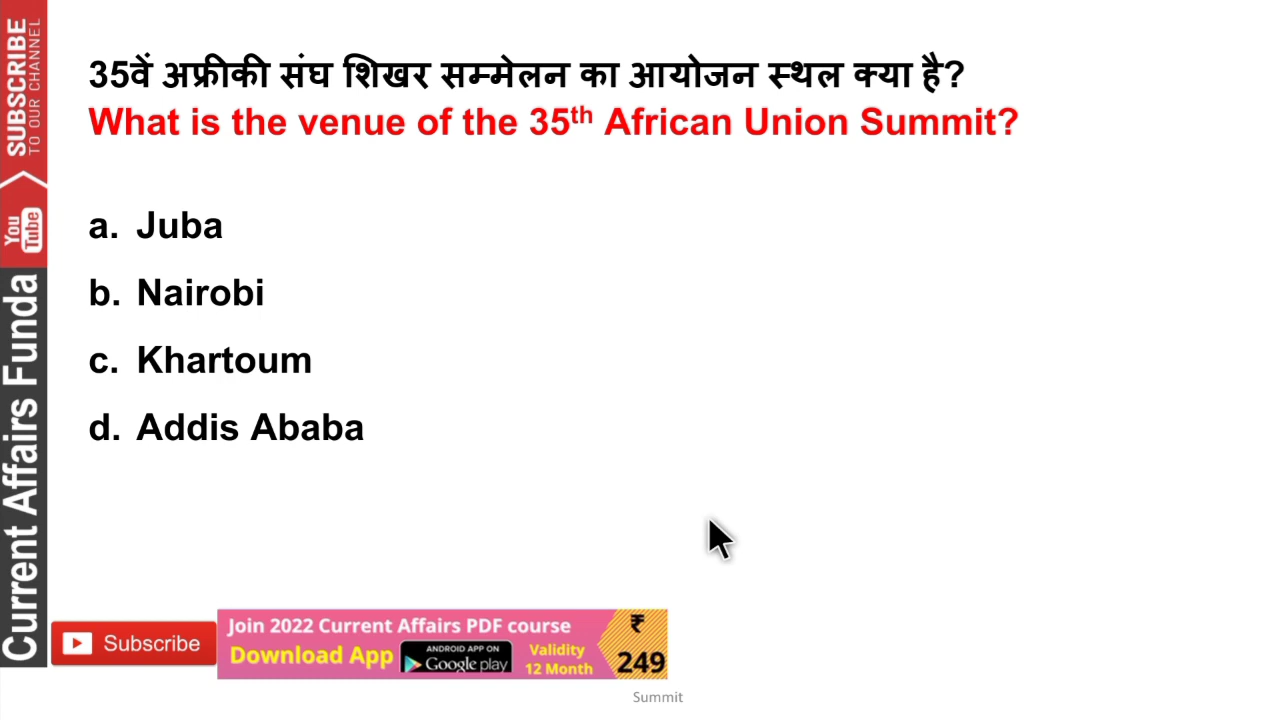 35वें अफ्रीकी संघ शिखर सम्मेलन का आयोजन स्थल क्या है?
What is the venue of the 35th African Union Summit?
a. Juba
b. Nairobi
c. Khartoum
d. Addis Ababa
SUBSCRIBE
TO OUR CHANNEL
You
Tube
Current Affairs Funda
Subscribe
Join 2022 Current Affairs PDF course
Download App
ANDROID APP ON
Google play
Validity
12 Month
₹
249
Summit